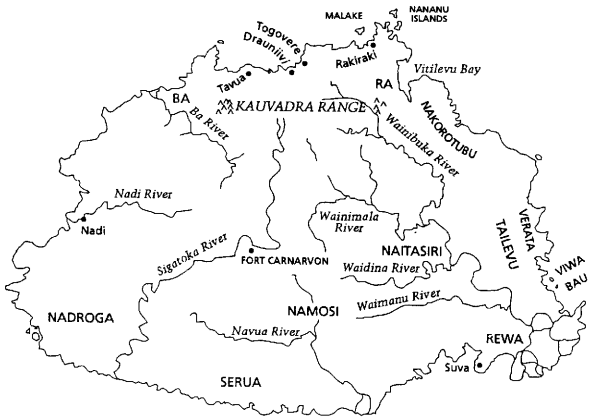 MALAKE
NANANU
ISLANDS
Togovere
Drauniivi
Tavua
Rakiraki
Vitilevu Bay
BA
RA
KAUVADRA RANGE
Ba River
NAKOROTUBU
Wainibuka River
Nadi River
Nadi
Wainimala
River
Sigatoka River
FORT CARNARVON
NAITASIRI
VERATA
TAILEVU
Waidina River
VIWA
BAU
Waimanu River
NADROGA
NAMOSI
Navua River
REWA
Suva
SERUA